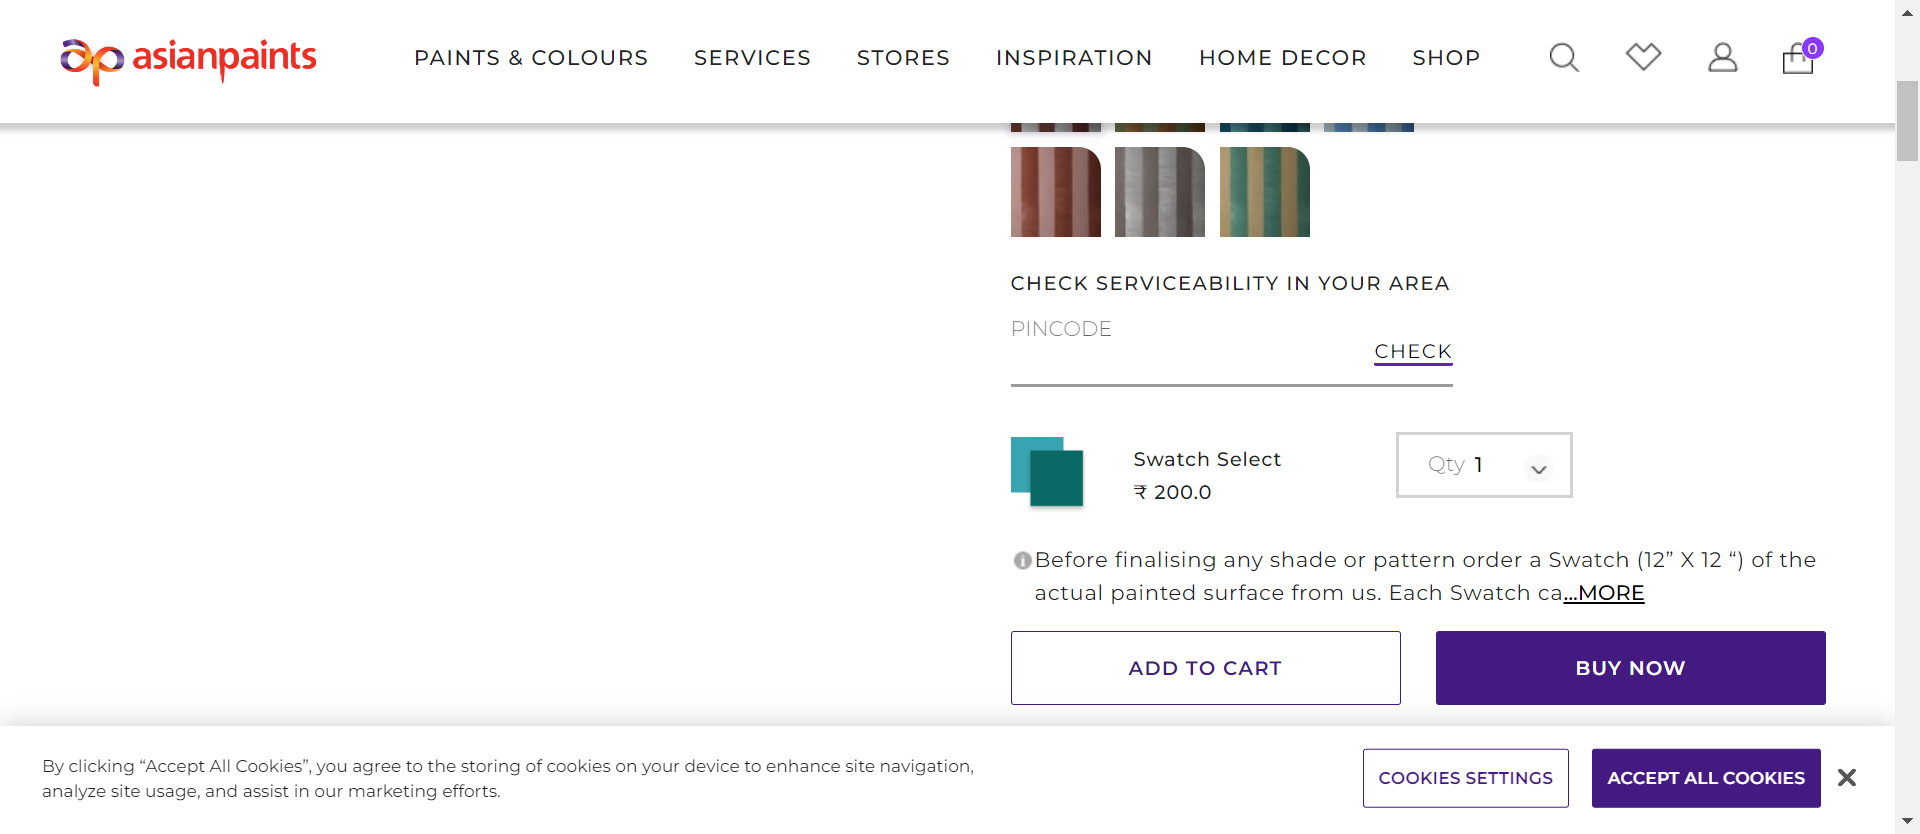 asianpaints
PAINTS & COLOURS SERVICES STORES INSPIRATION HOME DECOR SHOP
0
CHECK SERVICEABILITY IN YOUR AREA
PINCODE
CHECK
Swatch Select
₹ 200.0
Qty 1
Before finalising any shade or pattern order a Swatch (12” X 12 “) of the
actual painted surface from us. Each Swatch ca...MORE
ADD TO CART
BUY NOW
By clicking “Accept All Cookies”, you agree to the storing of cookies on your device to enhance site navigation,
analyze site usage, and assist in our marketing efforts.
COOKIES SETTINGS
ACCEPT ALL COOKIES